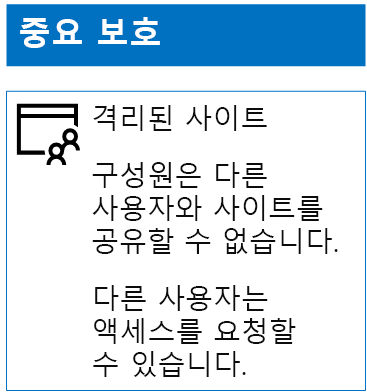 중요 보호
격리된 사이트
구성원은 다른
사용자와 사이트를
공유할 수 없습니다.
다른 사용자는
액세스를 요청할
수 있습니다.